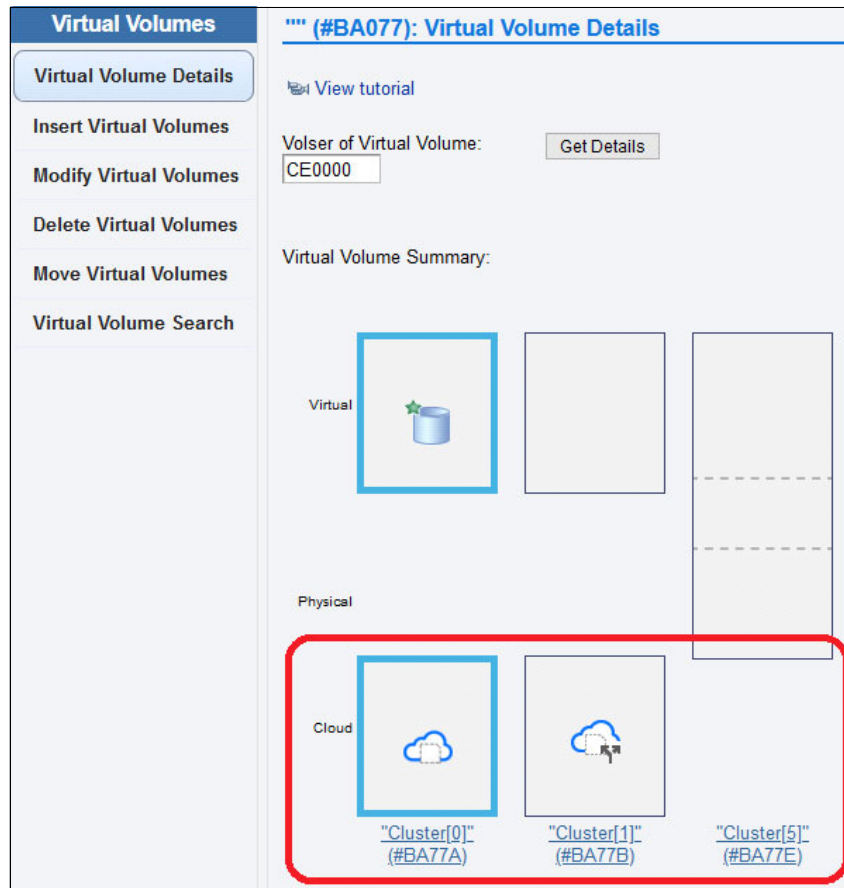 Virtual Volumes
Virtual Volume Details
Insert Virtual Volumes
Modify Virtual Volumes
Delete Virtual Volumes
Move Virtual Volumes
Virtual Volume Search
"" (#BA077): Virtual Volume Details
View tutorial
Volser of Virtual Volume:
Get Details
CE0000
Virtual Volume Summary:
Virtual
Physical
Cloud
"Cluster[0]"
(#BA77A)
"Cluster[1]"
(#BA77B)
"Cluster[5]"
(#BA77E)